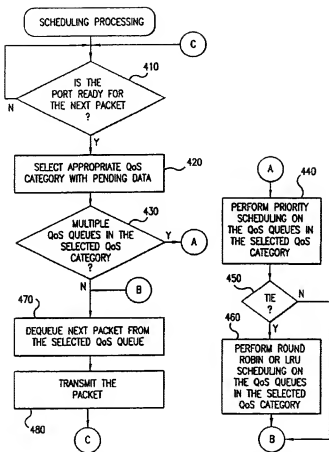 SCHEDULING PROCESSING
C
410
IS THE
PORT READY FOR
THE NEXT PACKET
?
N
Y
SELECT APPROPRIATE QoS
CATEGORY WITH PENDING DATA
420
430
MULTIPLE
QoS QUEUES IN THE
SELECTED QoS
CATEGORY
?
Y
A
N
B
470
DEQUEUE NEXT PACKET FROM
THE SELECTED QoS QUEUE
TRANSMIT THE
PACKET
480
C
A
440
PERFORM PRIORITY
SCHEDULING ON
THE QoS QUEUES IN
THE SELECTED QoS
CATEGORY
450
TIE
?
N
460
Y
PERFORM ROUND
ROBIN OR LRU
SCHEDULING ON
THE QoS QUEUES
IN THE SELECTED
QoS CATEGORY
B